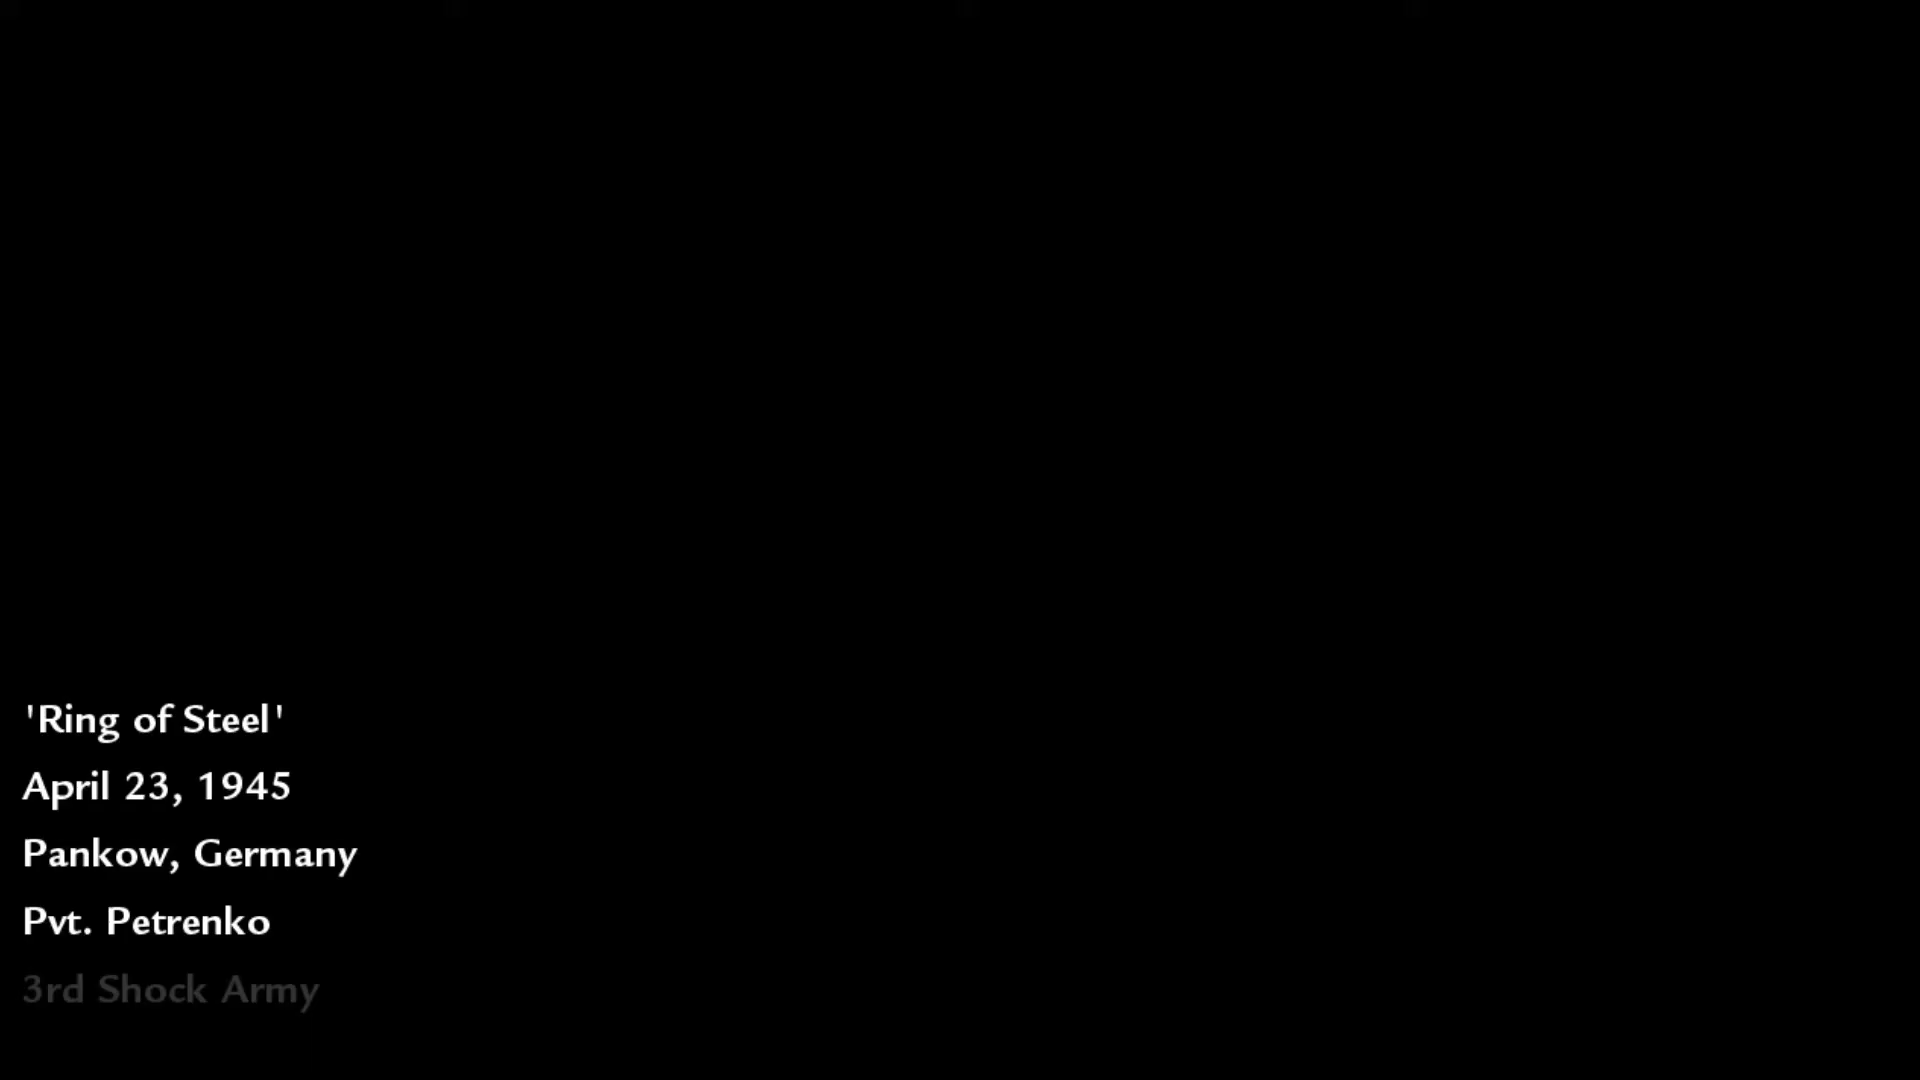 'Ring of Steel'
April 23, 1945
Pankow, Germany
Pvt. Petrenko
3rd Shock Army